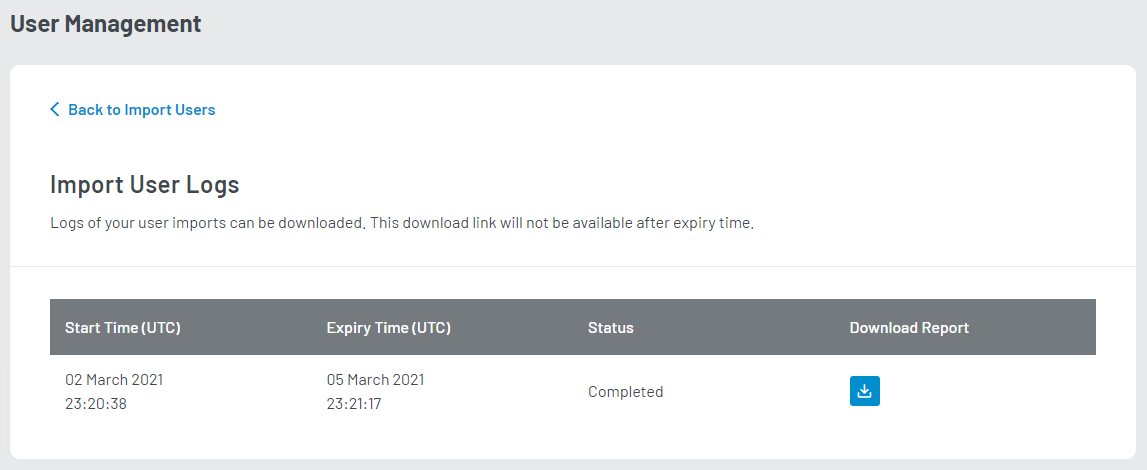 User Management
Back to Import Users
Import User Logs
Logs of your user imports can be downloaded. This download link will not be available after expiry time.
Start Time (UTC) Expiry Time (UTC) Status Download Report
02 March 2021 05 March 2021
23:20:38 23:21:17 Completed